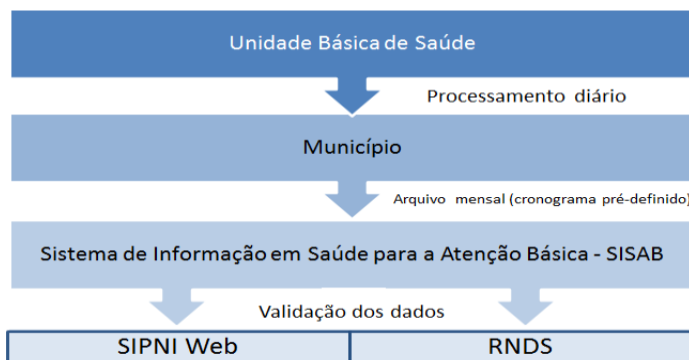 Unidade Básica de Saúde
Processamento diário
Município
Arquivo mensal (cronograma pré-definido)
Sistema de Informação em Saúde para a Atenção Básica - SISAB
Validação dos dados
SIPNI Web
RNDS